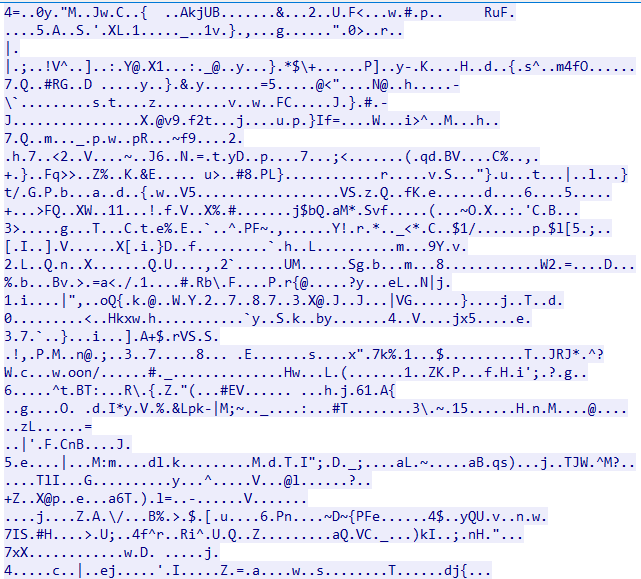 4=..0y."M..Jw.C..{   ..AkjUB.......&...2..U.F<...w.#.p..     RuF.
....5.A..S.'.XL.1....._..1v.}.,...g......".0>..r..
|.
|.;...!V^..]..:.Y@.X1...:._@..y...}.*$\+......P]..y-.K....H..d..{.s^..m4fO......
7.Q..#RG..D .....y..}.&.y.......=5.....@<"....N@..h.....-
\`.........s.t....z.........v..w..FC.....J.}.#.-
J...............X.@v9.f2t...j....u.p.}If=....W...i>^..M...h..
7.Q..m..._.p.w..pR...~f9....2.
.h.7..<2..V....~..J6..N.=.t.yD..p....7...;<.......(.qd.BV....C%..,.
+.}..Fq>>..Z%..K.&E..... u>..#8.PL}............r.....v.S..."}.u...t...|..l...}
t/.G.P.b...a..d..{.w..V5..................VS.z.Q..fK.e......d....6....5.....
+...>FQ..XW..11...!.f.V..X%.#.......j$bQ.aM*.Svf.....(...~O.X..:.'C.B...
3>.....g...T...C.t.e%.E..`..^.PF~.,......Y!.r.*.._<*.C..$1/.......p.$l[5.;..
[.I..].V......X[.i.}D..f.........`.h..L.........m...9Y.v.
2.L..Q.n..X.......Q.U....,.2`......UM......Sg.b...m...8............W2.=....D...
%.b...Bv.>.=a<./.1....#.Rb\.F....P.r{@.....?y...eL..N|j.
1.i....|",..oQ{.k.@..W.Y.2..7..8.7..3.X@.J..J...|VG......}....j..T..d.
0.........<..Hkxw.h...........`y..S.k..by.......4..V....jx5.....e.
3.7.`..}...i...].A+$.rVS.S.
.!,.P.M..n@.;..3..7.....8... .E.......s....x".7k%.1...$..........T..JRJ*.^?
W.c...w.oon/......#._..............Hw...L.(.......1..ZK.P...f.H.i';.?.g..
6.....^t.BT:...R\.{.Z."(...#EV...... ...h.j.61.A{
..g....O. .d.I*y.V.%.&Lpk-|M;~.._....:...#T........3\.~.15......H.n.M....@....
..zL......=
..|'.F.CnB....J.
5.e....|...M:m....dl.k.........M.d.T.I";.D._;....aL.~.....aB.qs)...j..TJW.^M?..
....TlI...G..........y...^.....V...@l......?..
+Z..X@p..e...a6T.).l=..-......V.......
....j....Z.A.\/...B%.>.$.[.u....6.Pn....~D~{PFe......4$..yQU.v..n.w.
7IS.#H....>.U;..4f^r..Ri^.U.Q..Z.........aQ.VC._...)kI..;.nH."...
7xX............w.D. .....j.
4.....c..|..ej.....'.I.....Z.=.a....w..s........T......dj{...